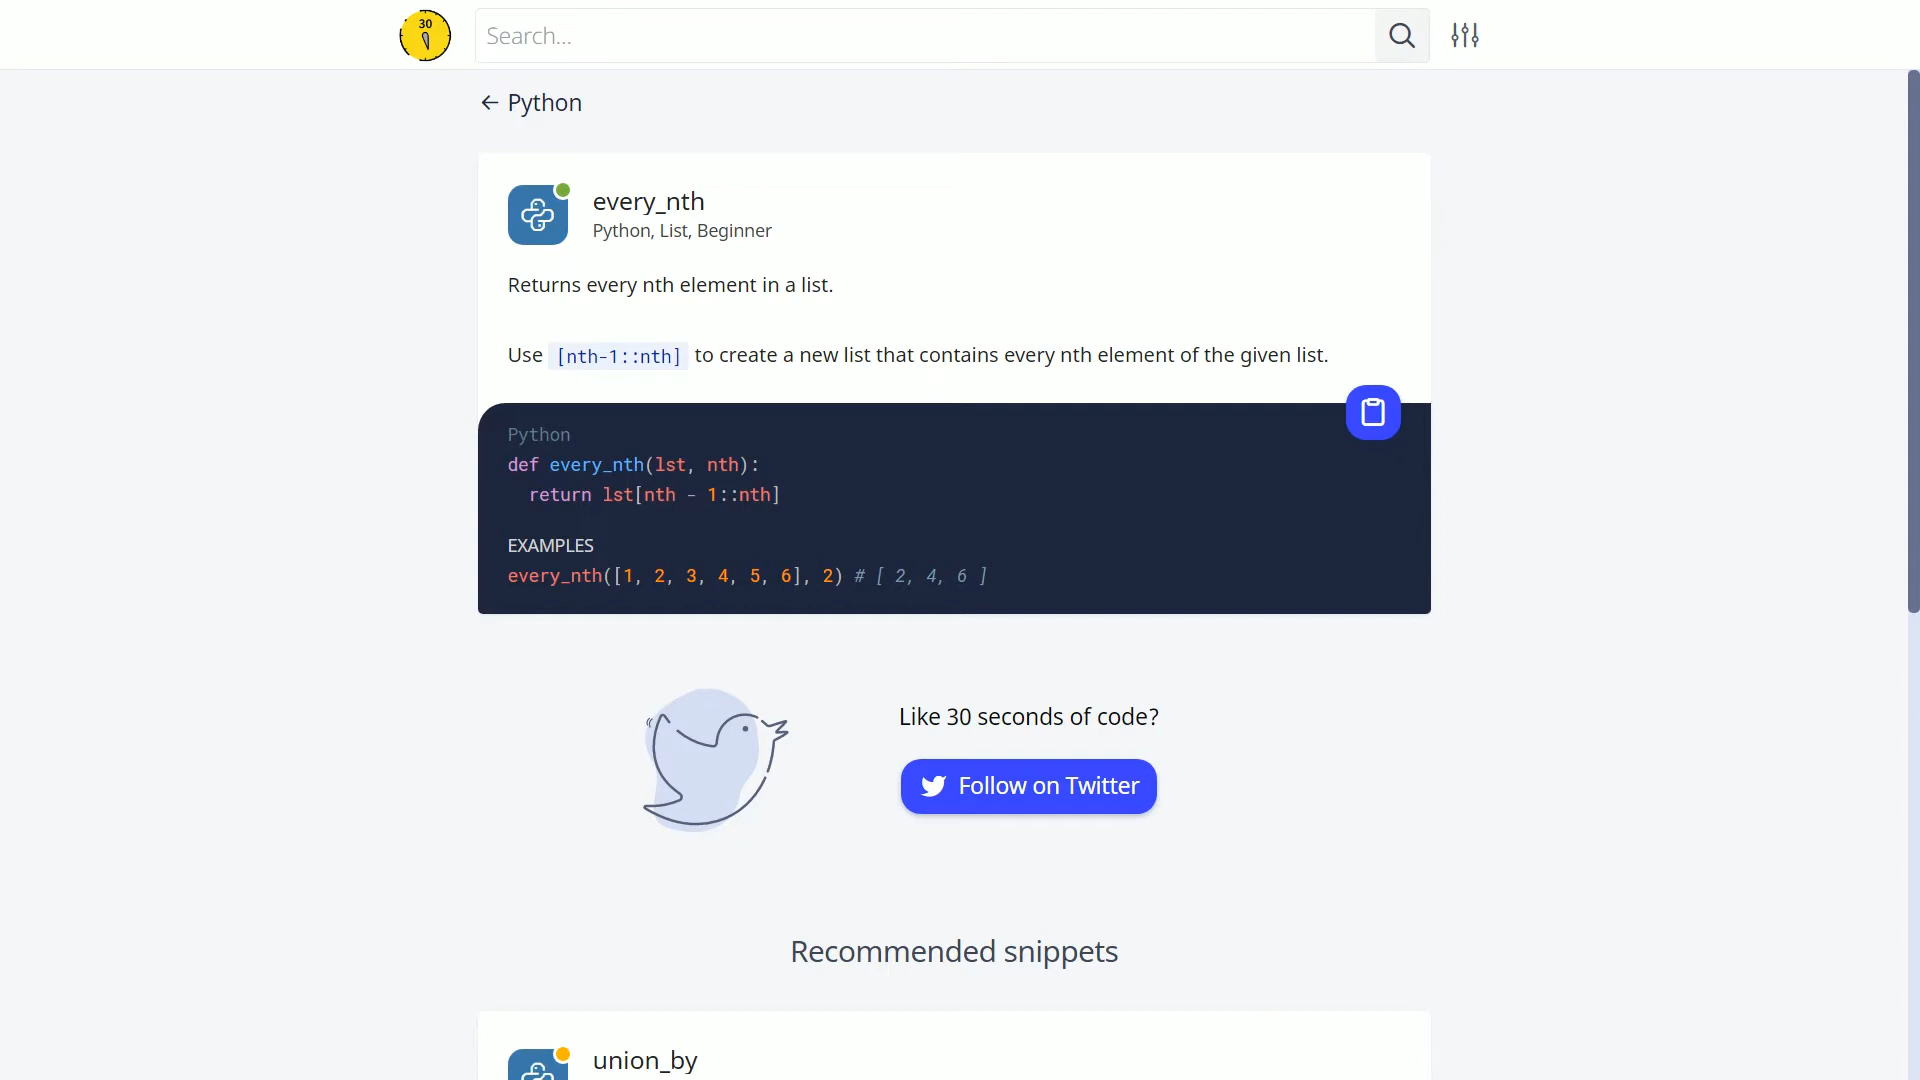 30
Search...
← Python
every_nth
Python, List, Beginner
Returns every nth element in a list.
Use [nth-1::nth] to create a new list that contains every nth element of the given list.
Python
def every_nth(lst, nth):
  return lst[nth - 1::nth]
EXAMPLES
every_nth([1, 2, 3, 4, 5, 6], 2) # [ 2, 4, 6 ]
Like 30 seconds of code?
Follow on Twitter
Recommended snippets
union_by